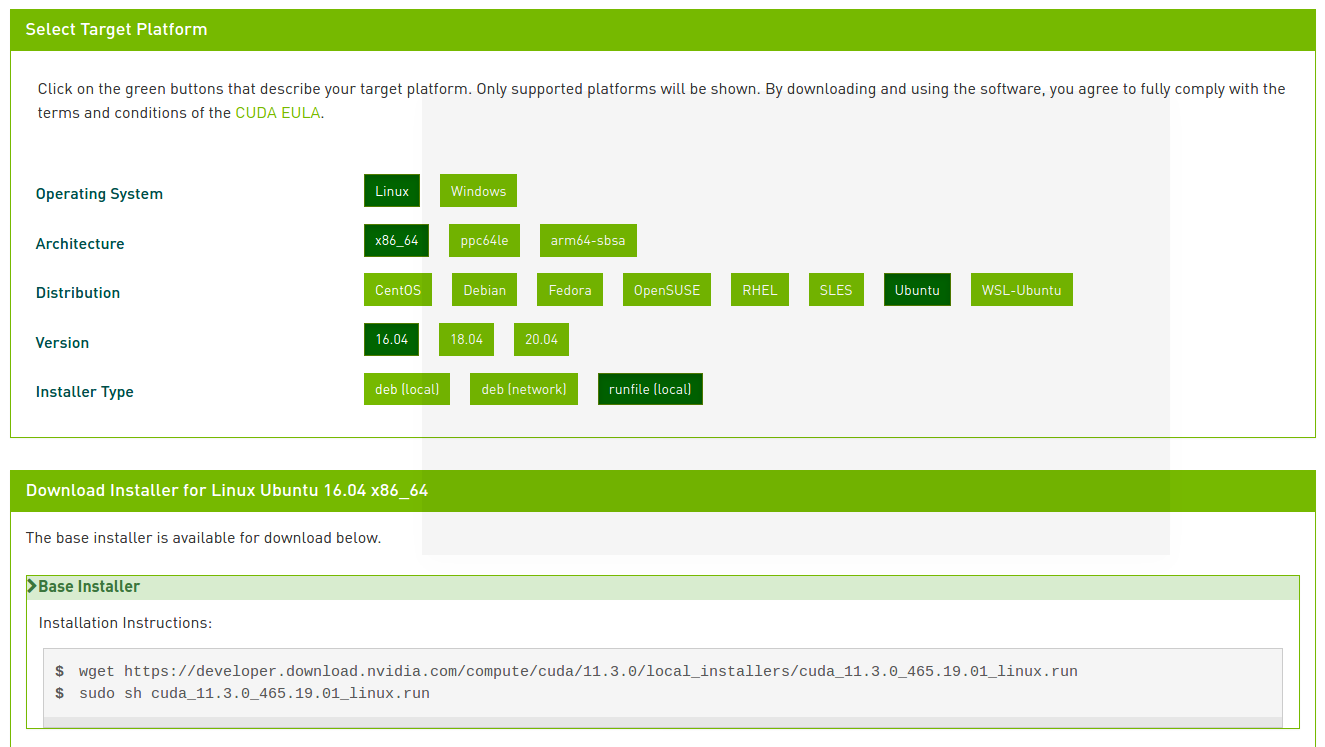 Select Target Platform
Click on the green buttons that describe your target platform. Only supported platforms will be shown. By downloading and using the software, you agree to fully comply with the
terms and conditions of the CUDA EULA.
Operating System Linux Windows
Architecture x86_64 ppc64le arm64-sbsa
Distribution CentOS Debian Fedora OpenSUSE RHEL SLES Ubuntu WSL-Ubuntu
Version 16.04 18.04 20.04
Installer Type deb (local) deb (network) runfile (local)
Download Installer for Linux Ubuntu 16.04 x86_64
The base installer is available for download below.
Base Installer
Installation Instructions:
$ wget https://developer.download.nvidia.com/compute/cuda/11.3.0/local_installers/cuda_11.3.0_465.19.01_linux.run
$ sudo sh cuda_11.3.0_465.19.01_linux.run